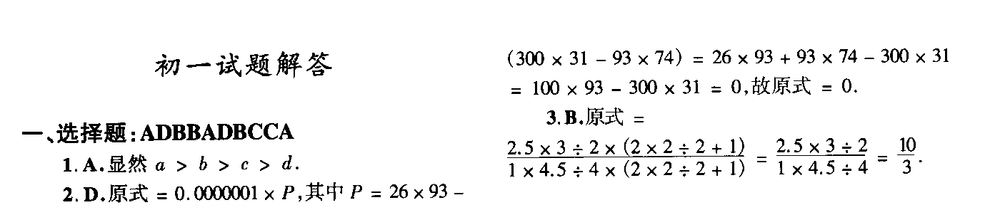 初一试题解答
一、选择题:ADBBADBCCA
1.A.显然 a > b > c > d.
2.D.原式 = 0.0000001 × P,其中 P = 26 × 93 -
(300 × 31 - 93 × 74) = 26 × 93 + 93 × 74 - 300 × 31
= 100 × 93 - 300 × 31 = 0,故原式 = 0.
3.B.原式 =
2.5 × 3 ÷ 2 × (2 × 2 ÷ 2 + 1) / 1 × 4.5 ÷ 4 × (2 × 2 ÷ 2 + 1) = 2.5 × 3 ÷ 2 / 1 × 4.5 ÷ 4 = 10 / 3.